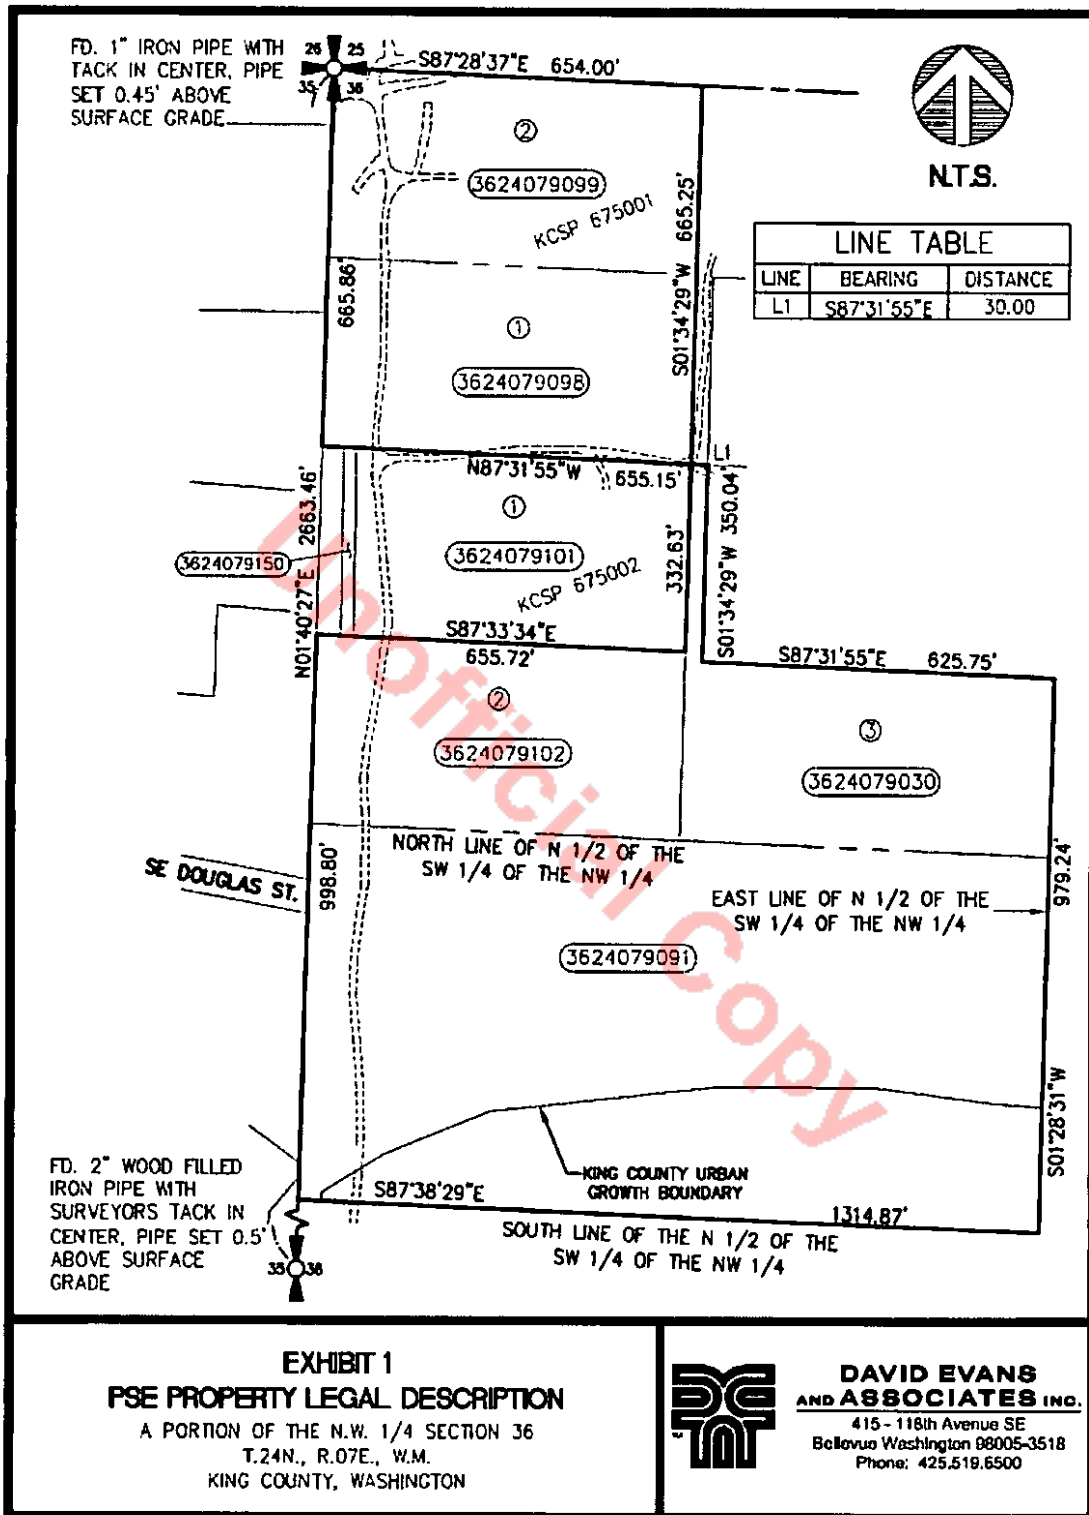 FD. 1" IRON PIPE WITH
TACK IN CENTER, PIPE
SET 0.45' ABOVE
SURFACE GRADE
26 25
35 36
S87°28'37"E 654.00'
N.T.S.
②
3624079099
KCSP 675001
665.86'
S01°34'29"W 665.25'
LINE TABLE
LINE BEARING DISTANCE
L1 S87°31'55"E 30.00
①
3624079098
L1
N87°31'55"W 655.15'
①
3624079101
KCSP 675002
3624079150
N01°40'27"E 2663.46'
332.63'
S01°34'29"W 350.04'
S87°33'34"E
655.72'
S87°31'55"E 625.75'
②
3624079102
③
3624079030
NORTH LINE OF N 1/2 OF THE
SW 1/4 OF THE NW 1/4
SE DOUGLAS ST.
998.80'
979.24'
EAST LINE OF N 1/2 OF THE
SW 1/4 OF THE NW 1/4
3624079091
S01°28'31"W
KING COUNTY URBAN
GROWTH BOUNDARY
FD. 2" WOOD FILLED
IRON PIPE WITH
SURVEYORS TACK IN
CENTER, PIPE SET 0.5'
ABOVE SURFACE
GRADE
S87°38'29"E
1314.87'
SOUTH LINE OF THE N 1/2 OF THE
SW 1/4 OF THE NW 1/4
35 36
Unofficial Copy
EXHIBIT 1
PSE PROPERTY LEGAL DESCRIPTION
A PORTION OF THE N.W. 1/4 SECTION 36
T.24N., R.07E., W.M.
KING COUNTY, WASHINGTON
DAVID EVANS
AND ASSOCIATES INC.
415 - 118th Avenue SE
Bellevue Washington 98005-3518
Phone: 425.519.6500